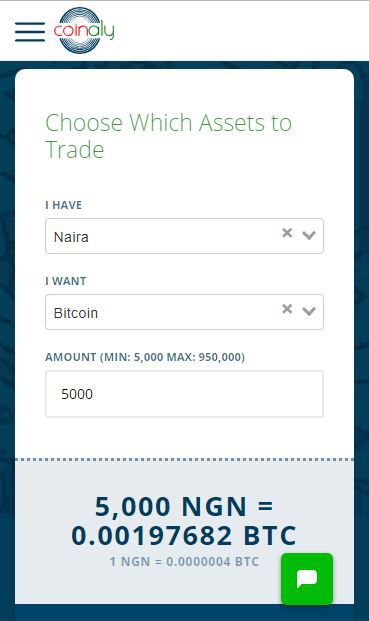 coinaly
Choose Which Assets to
Trade
I HAVE
Naira
I WANT
Bitcoin
AMOUNT (MIN: 5,000 MAX: 950,000)
5000
5,000 NGN =
0.00197682 BTC
1 NGN = 0.0000004 BTC